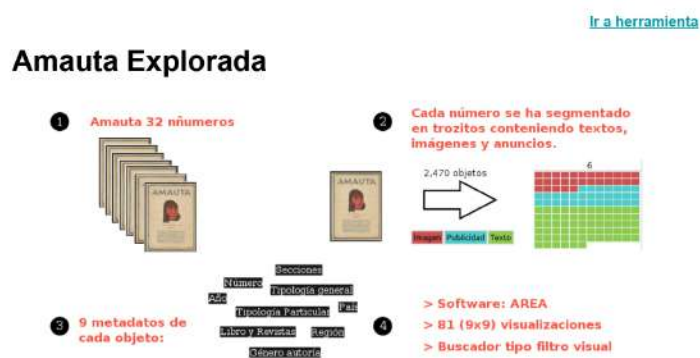 Ir a herramienta
Amauta Explorada
1 Amauta 32 nñumeros
AMAUTA
2 Cada número se ha segmentado
en trozitos conteniendo textos,
imágenes y anuncios.
AMAUTA
2,470 objetos
6
Imagen Publicidad Texto
3 9 metadatos de
cada objeto:
Secciones
Número
Tipología general
Año
País
Tipología Particular
Libro y Revistas
Región
Género autoría
4 > Software: AREA
> 81 (9x9) visualizaciones
> Buscador tipo filtro visual